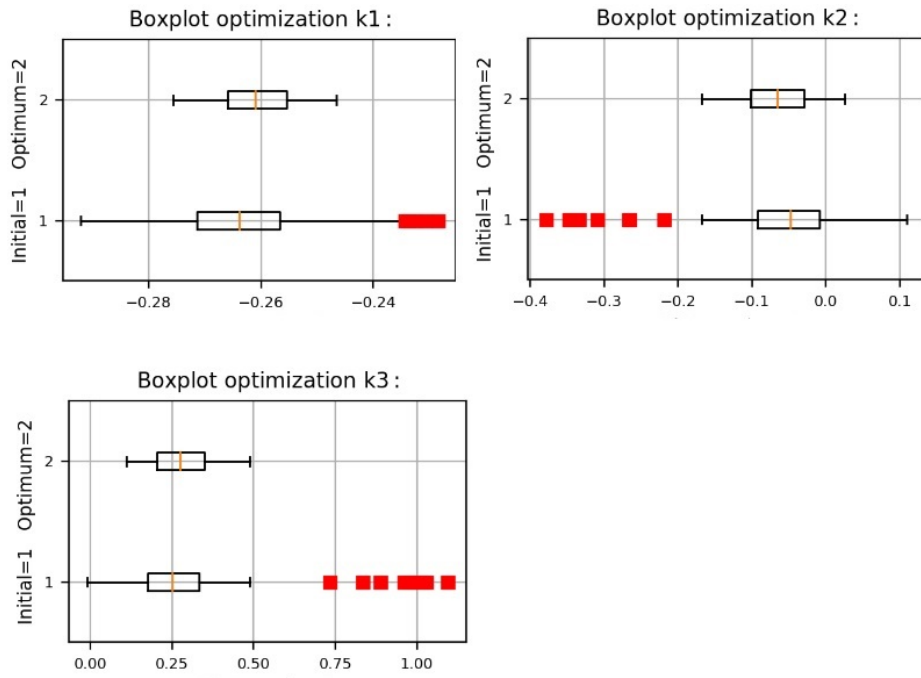 Boxplot optimization k1:
Initial=1 Optimum=2
2
1
−0.28 −0.26 −0.24
Boxplot optimization k2:
Initial=1 Optimum=2
2
1
−0.4 −0.3 −0.2 −0.1 0.0 0.1
Boxplot optimization k3:
Initial=1 Optimum=2
2
1
0.00 0.25 0.50 0.75 1.00